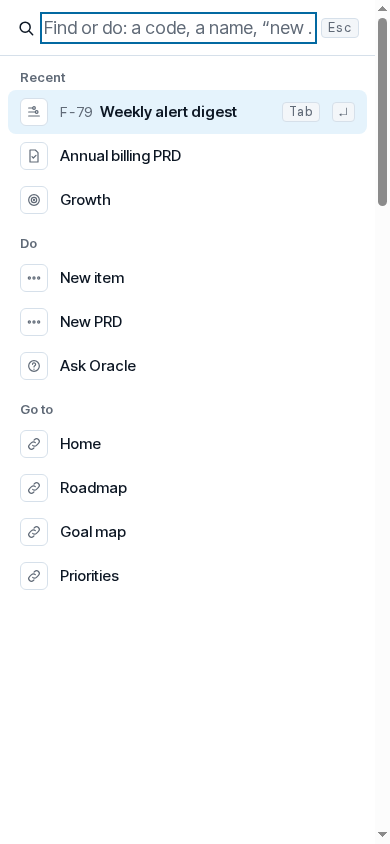 Find or do: a code, a name, “new .
Esc
Recent
F-79 Weekly alert digest Tab ↵
Annual billing PRD
Growth
Do
New item
New PRD
Ask Oracle
Go to
Home
Roadmap
Goal map
Priorities